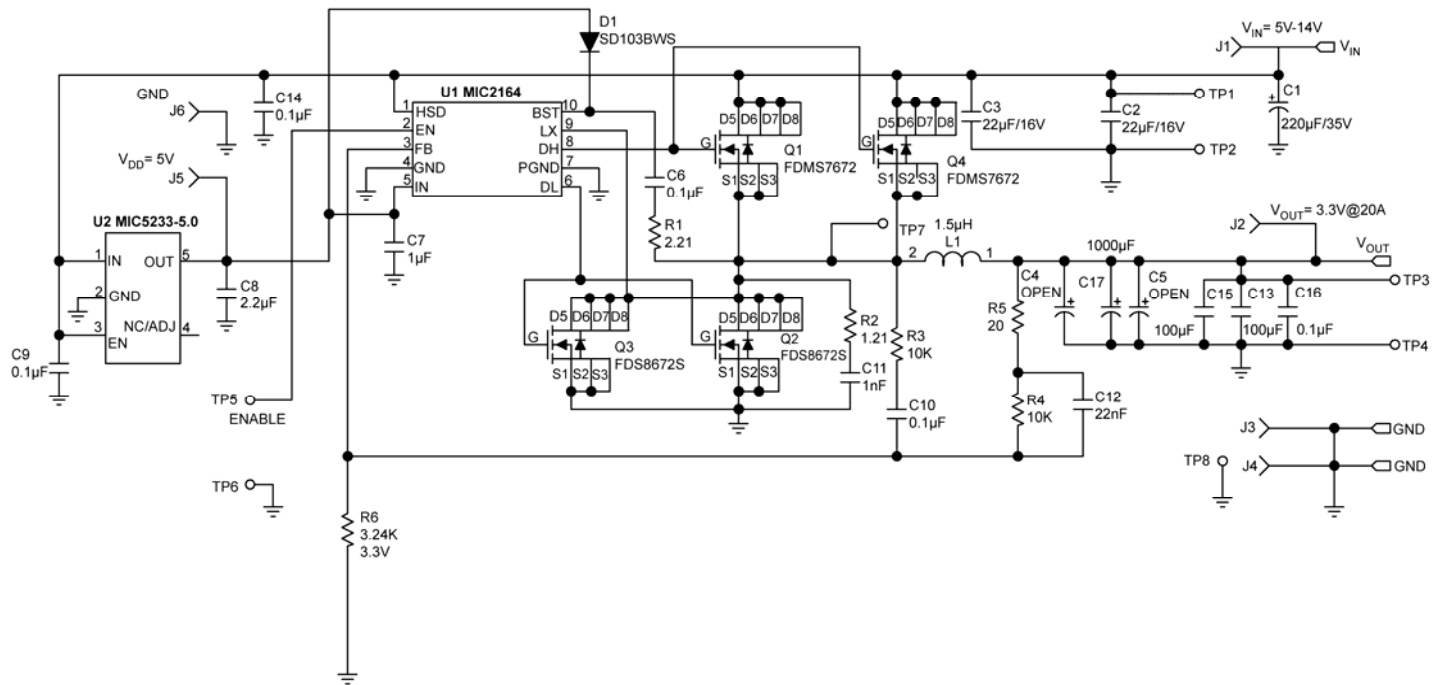 D1
SD103BWS
V_IN = 5V-14V
J1
V_IN
GND
J6
C14
0.1µF
U1 MIC2164
1
HSD
BST
10
2
EN
LX
9
3
FB
DH
8
4
GND
PGND
7
5
IN
DL
6
D5 D6 D7 D8
G
Q1
FDMS7672
S1 S2 S3
D5 D6 D7 D8
G
Q4
FDMS7672
S1 S2 S3
C3
22µF/16V
C2
22µF/16V
TP1
TP2
+
C1
220µF/35V
V_DD = 5V
J5
C6
0.1µF
R1
2.21
C7
1µF
U2 MIC5233-5.0
1
IN
OUT
5
2
GND
3
EN
NC/ADJ
4
C8
2.2µF
C9
0.1µF
TP7
1.5µH
2
L1
1
J2
V_OUT = 3.3V@20A
V_OUT
D5 D6 D7 D8
G
Q3
FDS8672S
S1 S2 S3
D5 D6 D7 D8
G
Q2
FDS8672S
S1 S2 S3
R2
1.21
C11
1nF
R3
10K
C10
0.1µF
R5
20
C4
OPEN
+
1000µF
C17
+
C5
OPEN
+
C15
100µF
C13
100µF
C16
0.1µF
TP3
TP4
R4
10K
C12
22nF
TP5
ENABLE
TP6
R6
3.24K
3.3V
J3
GND
TP8
J4
GND